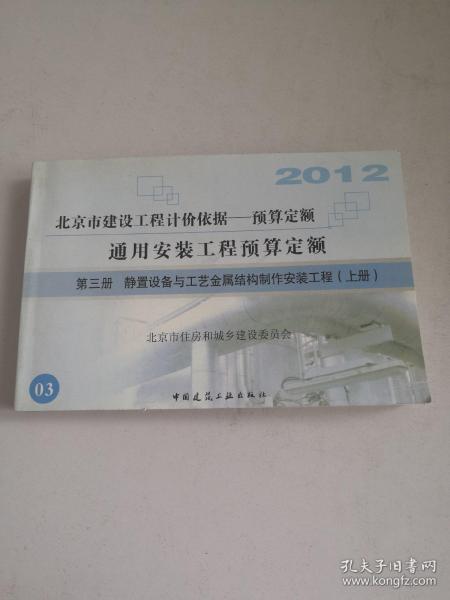 2012
北京市建设工程计价依据——预算定额
通用安装工程预算定额
第三册 静置设备与工艺金属结构制作安装工程(上册)
北京市住房和城乡建设委员会
03
中国建筑工业出版社
孔夫子旧书网
www.kongfz.com